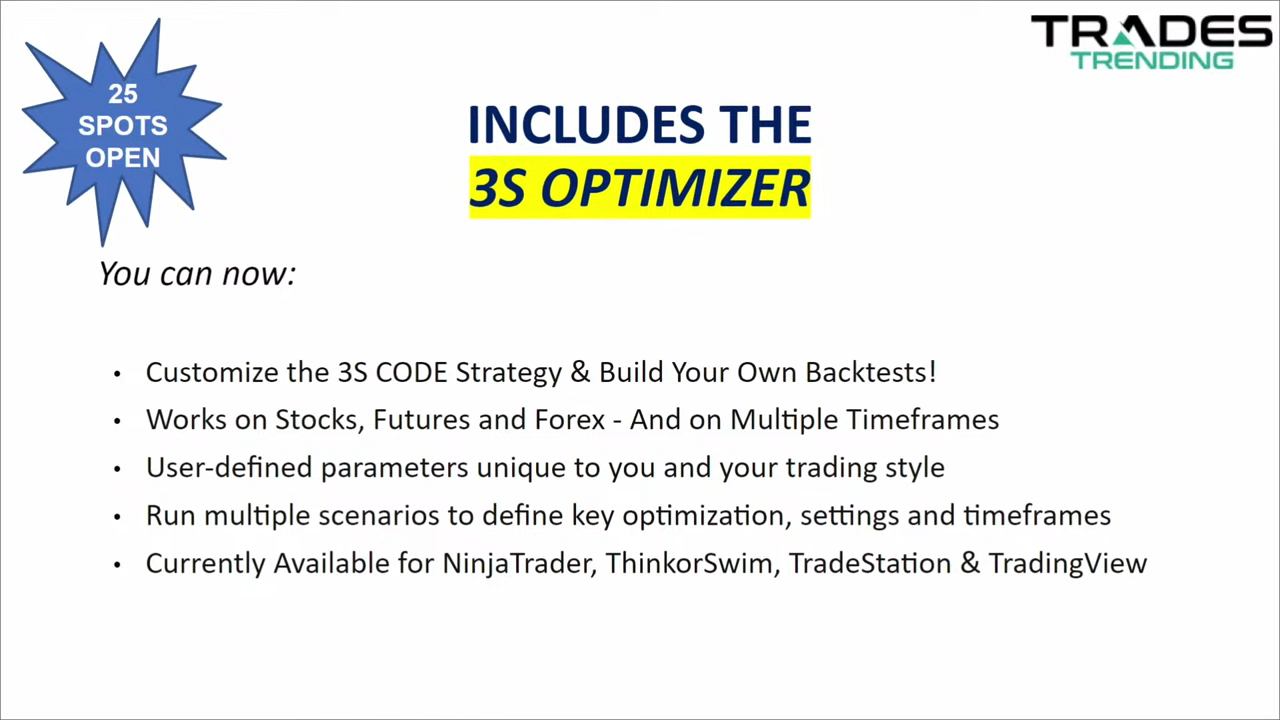 25
SPOTS
OPEN
TRADES
TRENDING
INCLUDES THE
3S OPTIMIZER
You can now:
• Customize the 3S CODE Strategy & Build Your Own Backtests!
• Works on Stocks, Futures and Forex - And on Multiple Timeframes
• User-defined parameters unique to you and your trading style
• Run multiple scenarios to define key optimization, settings and timeframes
• Currently Available for NinjaTrader, ThinkorSwim, TradeStation & TradingView